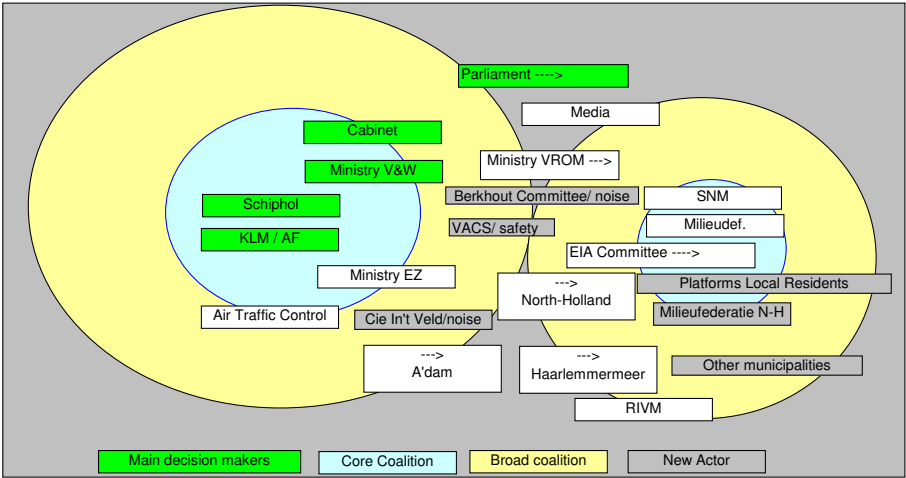 Parliament ---->
Media
Cabinet
Ministry VROM --->
Ministry V&W
Berkhout Committee/ noise
SNM
Schiphol
VACS/ safety
Milieudef.
KLM / AF
EIA Committee ---->
Ministry EZ
--->
North-Holland
Platforms Local Residents
Air Traffic Control
Cie In't Veld/noise
Milieufederatie N-H
--->
A'dam
--->
Haarlemmermeer
Other municipalities
RIVM
Main decision makers
Core Coalition
Broad coalition
New Actor